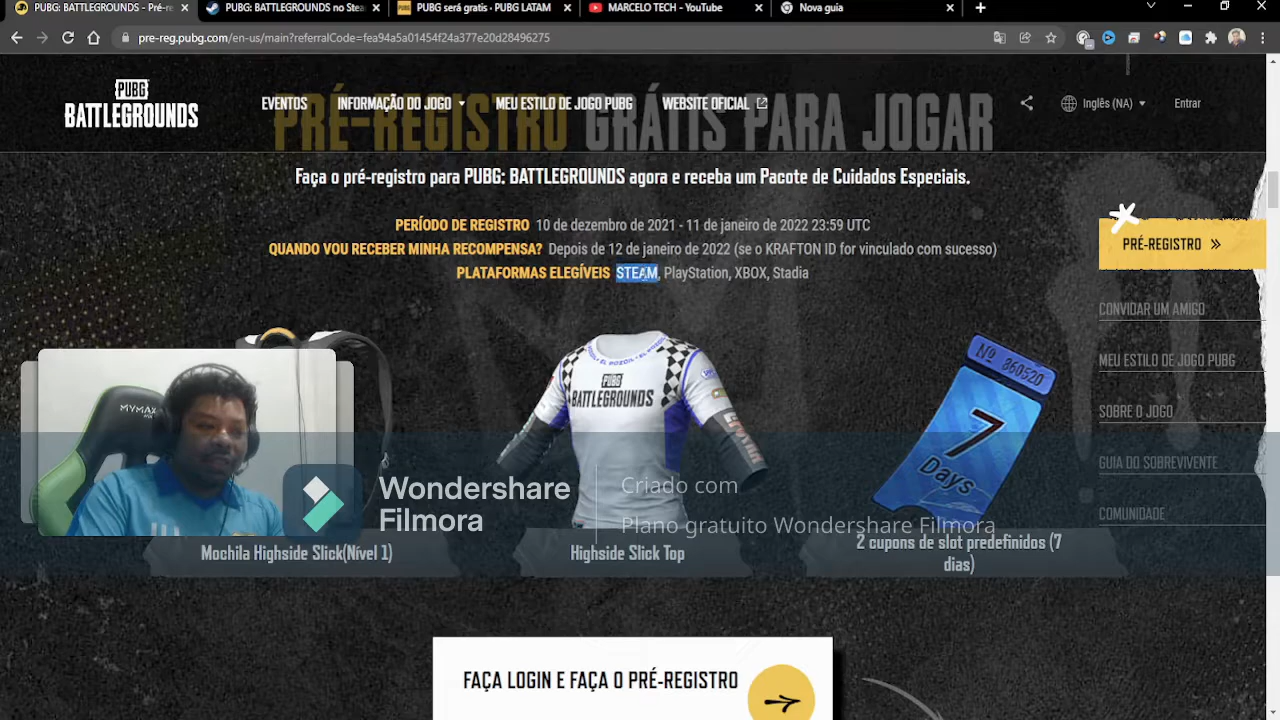 PUBG: BATTLEGROUNDS - Pré-re
PUBG: BATTLEGROUNDS no Stea
PUBG será gratis - PUBG LATAM
MARCELO TECH - YouTube
Nova guia
pre-reg.pubg.com/en-us/main?referralCode=fea94a5a01454f24a377e20d28496275
PUBG
BATTLEGROUNDS
EVENTOS
INFORMAÇÃO DO JOGO
MEU ESTILO DE JOGO PUBG
WEBSITE OFICIAL
Inglês (NA)
Entrar
PRÉ-REGISTRO GRÁTIS PARA JOGAR
Faça o pré-registro para PUBG: BATTLEGROUNDS agora e receba um Pacote de Cuidados Especiais.
PERÍODO DE REGISTRO 10 de dezembro de 2021 - 11 de janeiro de 2022 23:59 UTC
QUANDO VOU RECEBER MINHA RECOMPENSA? Depois de 12 de janeiro de 2022 (se o KRAFTON ID for vinculado com sucesso)
PLATAFORMAS ELEGÍVEIS STEAM, PlayStation, XBOX, Stadia
PRÉ-REGISTRO
CONVIDAR UM AMIGO
MEU ESTILO DE JOGO PUBG
SOBRE O JOGO
GUIA DO SOBREVIVENTE
COMUNIDADE
MYMAX
PUBG
BATTLEGROUNDS
Nº 860520
7
Days
Wondershare
Filmora
Criado com
Plano gratuito Wondershare Filmora
Mochila Highside Slick(Nível 1)
Highside Slick Top
2 cupons de slot predefinidos (7
dias)
FAÇA LOGIN E FAÇA O PRÉ-REGISTRO